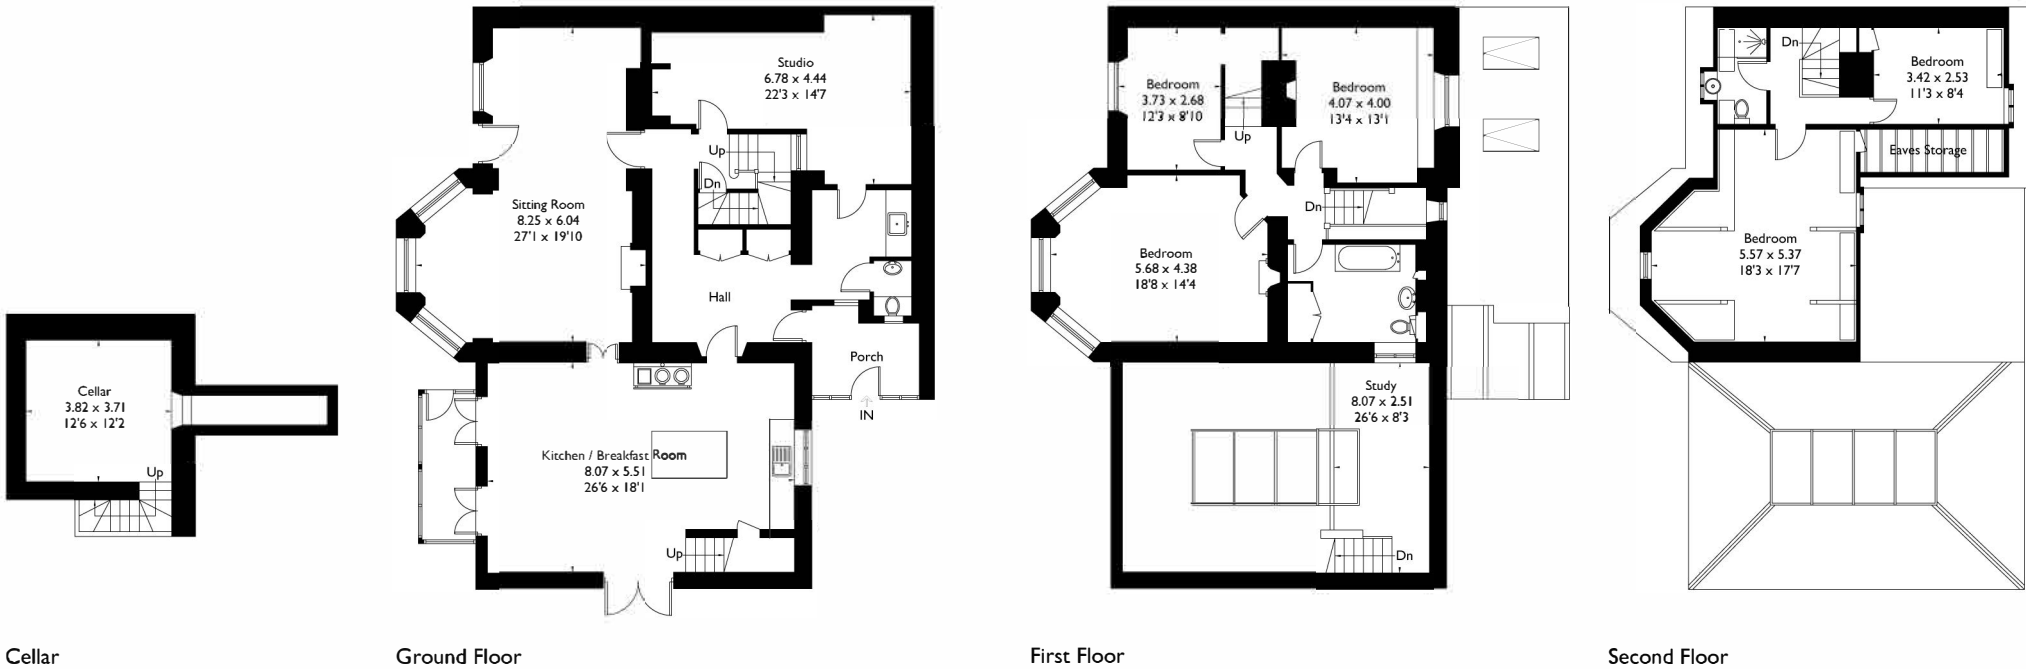 Cellar
3.82 x 3.71
12'6 x 12'2
Up
Cellar
Studio
6.78 x 4.44
22'3 x 14'7
Up
Dn
Sitting Room
8.25 x 6.04
27'1 x 19'10
Hall
Porch
IN
Kitchen / Breakfast Room
8.07 x 5.51
26'6 x 18'1
Up
Ground Floor
Bedroom
3.73 x 2.68
12'3 x 8'10
Bedroom
4.07 x 4.00
13'4 x 13'1
Up
Dn
Bedroom
5.68 x 4.38
18'8 x 14'4
Study
8.07 x 2.51
26'6 x 8'3
Dn
First Floor
Dn
Bedroom
3.42 x 2.53
11'3 x 8'4
Eaves Storage
Bedroom
5.57 x 5.37
18'3 x 17'7
Second Floor